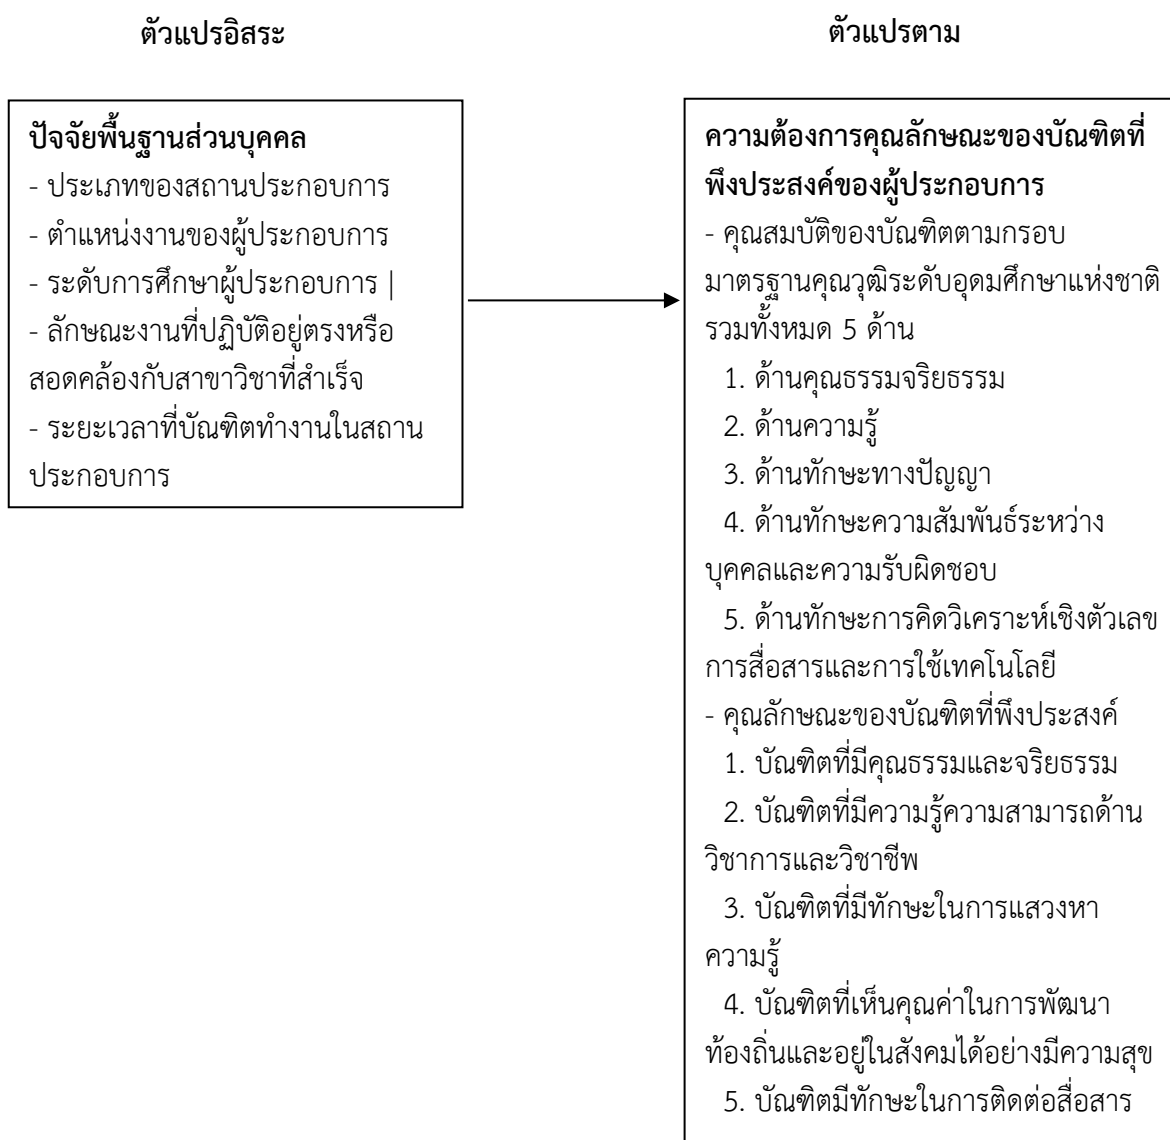 ตัวแปรอิสระ
ตัวแปรตาม
ปัจจัยพื้นฐานส่วนบุคคล
- ประเภทของสถานประกอบการ
- ตำแหน่งงานของผู้ประกอบการ
- ระดับการศึกษาผู้ประกอบการ |
- ลักษณะงานที่ปฏิบัติอยู่ตรงหรือ
สอดคล้องกับสาขาวิชาที่สำเร็จ
- ระยะเวลาที่บัณฑิตทำงานในสถาน
ประกอบการ
ความต้องการคุณลักษณะของบัณฑิตที่
พึงประสงค์ของผู้ประกอบการ
- คุณสมบัติของบัณฑิตตามกรอบ
มาตรฐานคุณวุฒิระดับอุดมศึกษาแห่งชาติ
รวมทั้งหมด 5 ด้าน
1. ด้านคุณธรรมจริยธรรม
2. ด้านความรู้
3. ด้านทักษะทางปัญญา
4. ด้านทักษะความสัมพันธ์ระหว่าง
บุคคลและความรับผิดชอบ
5. ด้านทักษะการคิดวิเคราะห์เชิงตัวเลข
การสื่อสารและการใช้เทคโนโลยี
- คุณลักษณะของบัณฑิตที่พึงประสงค์
1. บัณฑิตที่มีคุณธรรมและจริยธรรม
2. บัณฑิตที่มีความรู้ความสามารถด้าน
วิชาการและวิชาชีพ
3. บัณฑิตที่มีทักษะในการแสวงหา
ความรู้
4. บัณฑิตที่เห็นคุณค่าในการพัฒนา
ท้องถิ่นและอยู่ในสังคมได้อย่างมีความสุข
5. บัณฑิตมีทักษะในการติดต่อสื่อสาร